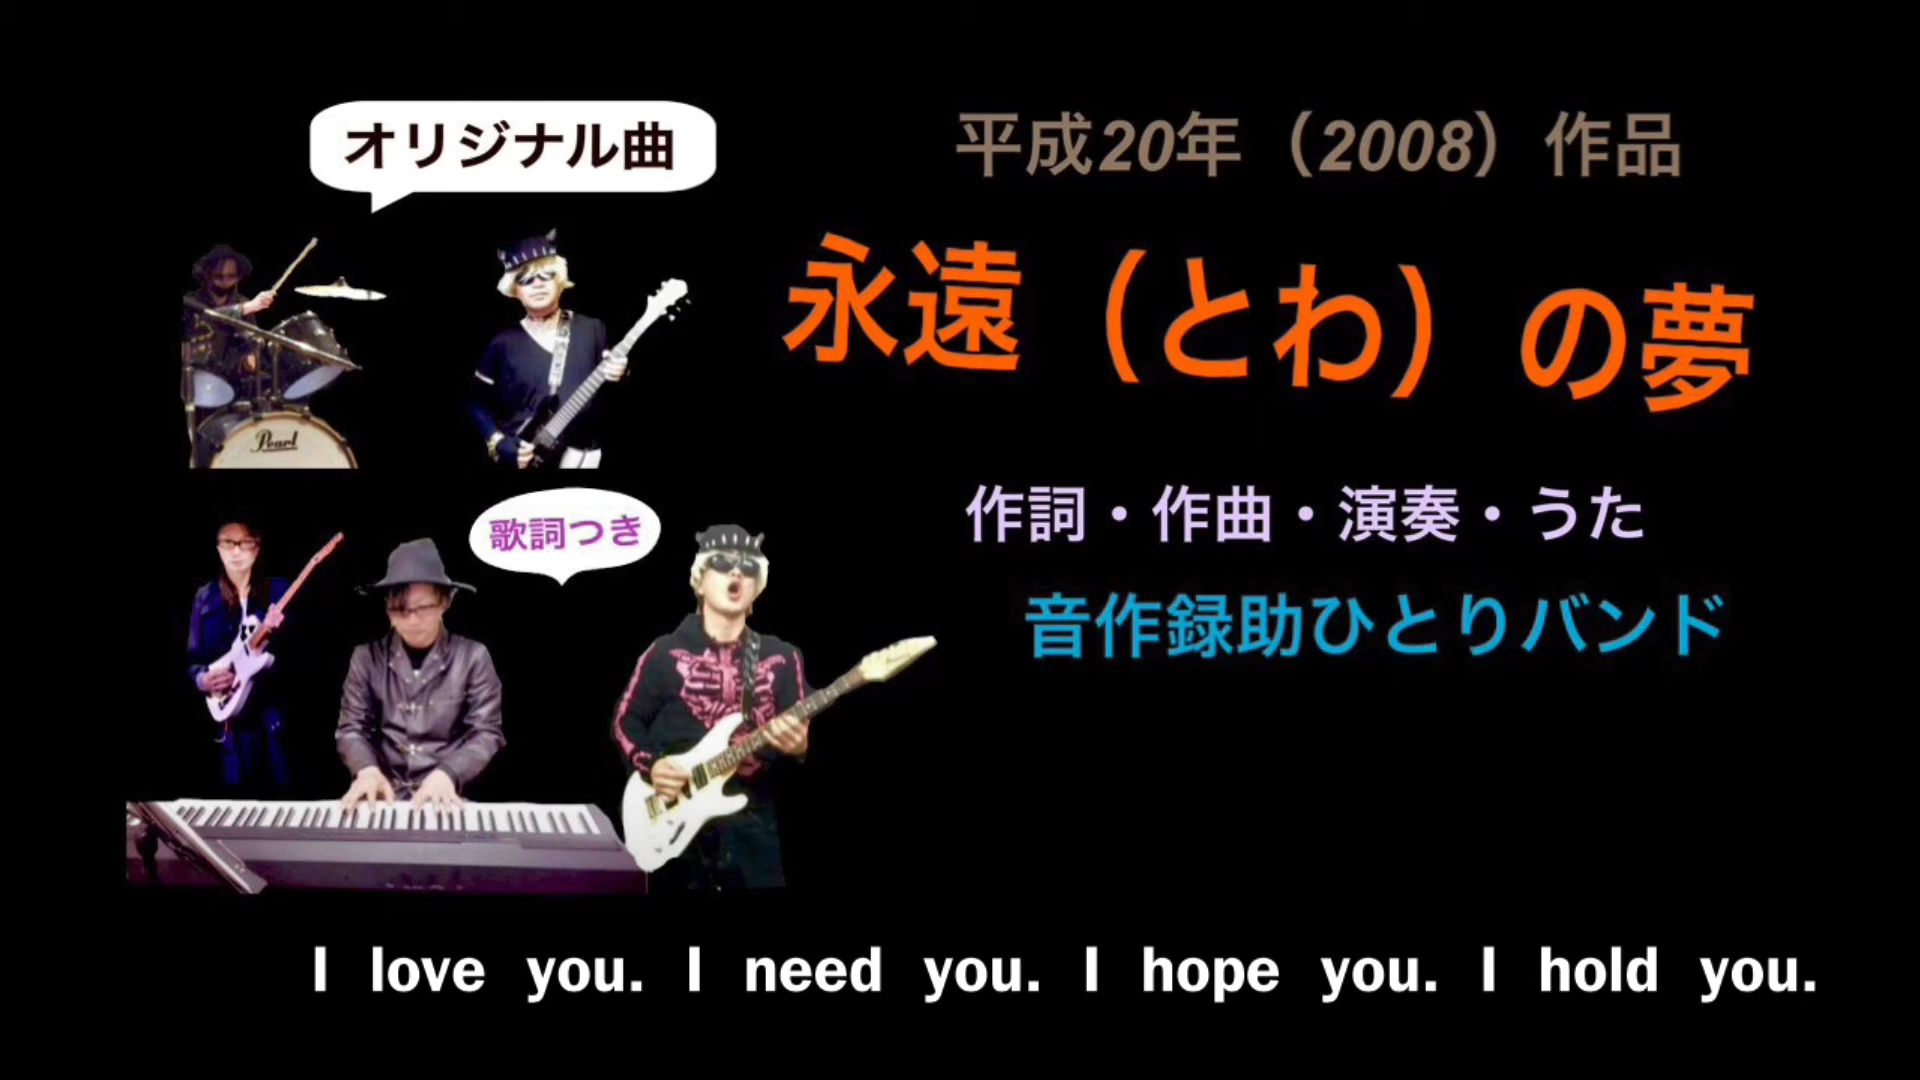 オリジナル曲
平成20年（2008）作品
永遠（とわ）の夢
Pearl
歌詞つき
作詞・作曲・演奏・うた
音作録助ひとりバンド
I love you. I need you. I hope you. I hold you.